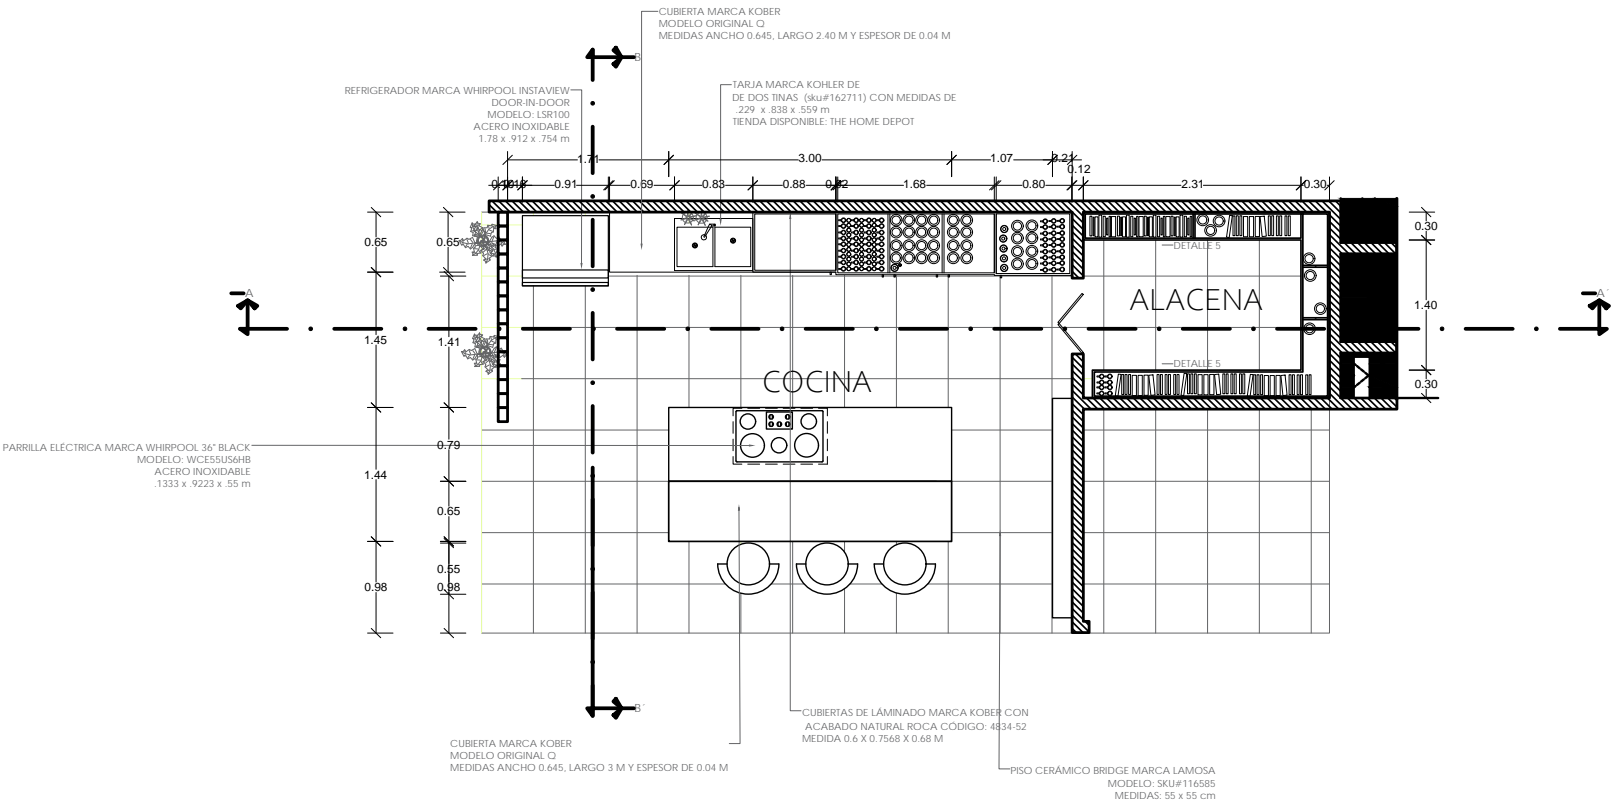 CUBIERTA MARCA KOBER
MODELO ORIGINAL Q
MEDIDAS ANCHO 0.645, LARGO 2.40 M Y ESPESOR DE 0.04 M
B
REFRIGERADOR MARCA WHIRPOOL INSTAVIEW
DOOR-IN-DOOR
MODELO: LSR100
ACERO INOXIDABLE
1.78 x .912 x .754 m
TARJA MARCA KOHLER DE
DE DOS TINAS (sku#162711) CON MEDIDAS DE
.229 x .838 x .559 m
TIENDA DISPONIBLE: THE HOME DEPOT
1.71 3.00 1.07 0.21
0.12
0.91 0.69 0.83 0.88 0.02 1.68 0.80 2.31 0.30
0.65 0.65 0.30
DETALLE 5
A A´
ALACENA
1.40
1.45 1.41
DETALLE 5
COCINA
0.30
PARRILLA ELÉCTRICA MARCA WHIRPOOL 36" BLACK
MODELO: WCE55US6HB
ACERO INOXIDABLE
.1333 x .9223 x .55 m
0.79
1.44
0.65
0.55
0.98 0.98
B´
CUBIERTAS DE LÁMINADO MARCA KOBER CON
ACABADO NATURAL ROCA CÓDIGO: 4834-52
MEDIDA 0.6 X 0.7568 X 0.68 M
CUBIERTA MARCA KOBER
MODELO ORIGINAL Q
MEDIDAS ANCHO 0.645, LARGO 3 M Y ESPESOR DE 0.04 M
PISO CERÁMICO BRIDGE MARCA LAMOSA
MODELO: SKU#116585
MEDIDAS: 55 x 55 cm